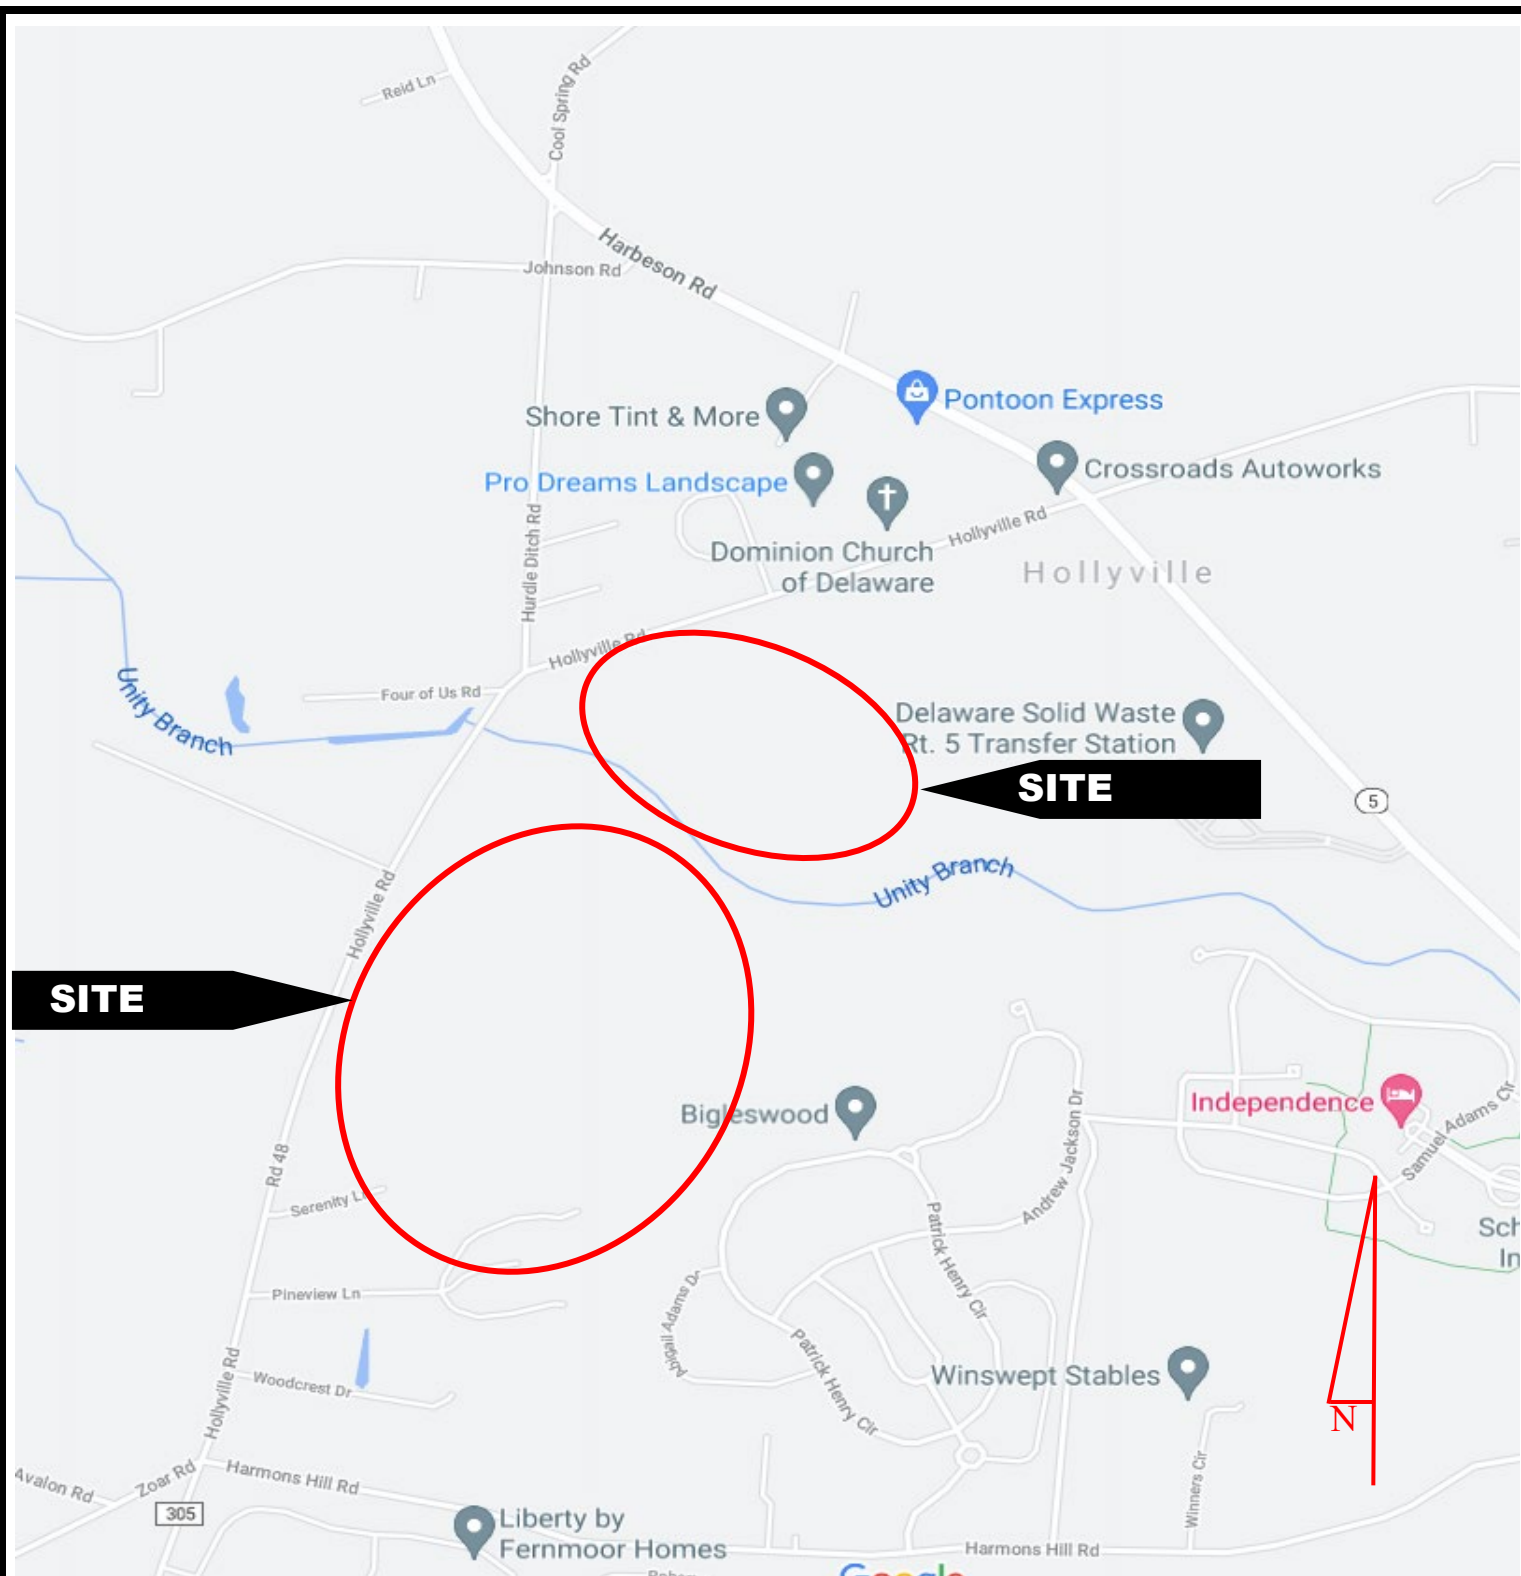 Reid Ln
Cool Spring Rd
Harbeson Rd
Johnson Rd
Pontoon Express
Shore Tint & More
Crossroads Autoworks
Pro Dreams Landscape
Hollyville Rd
Hurdle Ditch Rd
Dominion Church
of Delaware
Hollyville
Hollyville Rd
Four of Us Rd
Unity Branch
Delaware Solid Waste
Rt. 5 Transfer Station
SITE
5
Unity Branch
Hollyville Rd
SITE
Bigleswood
Independence
Samuel Adams Cir
Andrew Jackson Dr
Rd 48
Serenity L
Patrick Henry Cir
Sch
In
Pineview Ln
Abigail Adams Dr
Patrick Henry Cir
Winswept Stables
Hollyville Rd
Woodcrest Dr
N
Avalon Rd
Zoar Rd
Harmons Hill Rd
305
Winners Cir
Liberty by
Fernmoor Homes
Harmons Hill Rd
Google